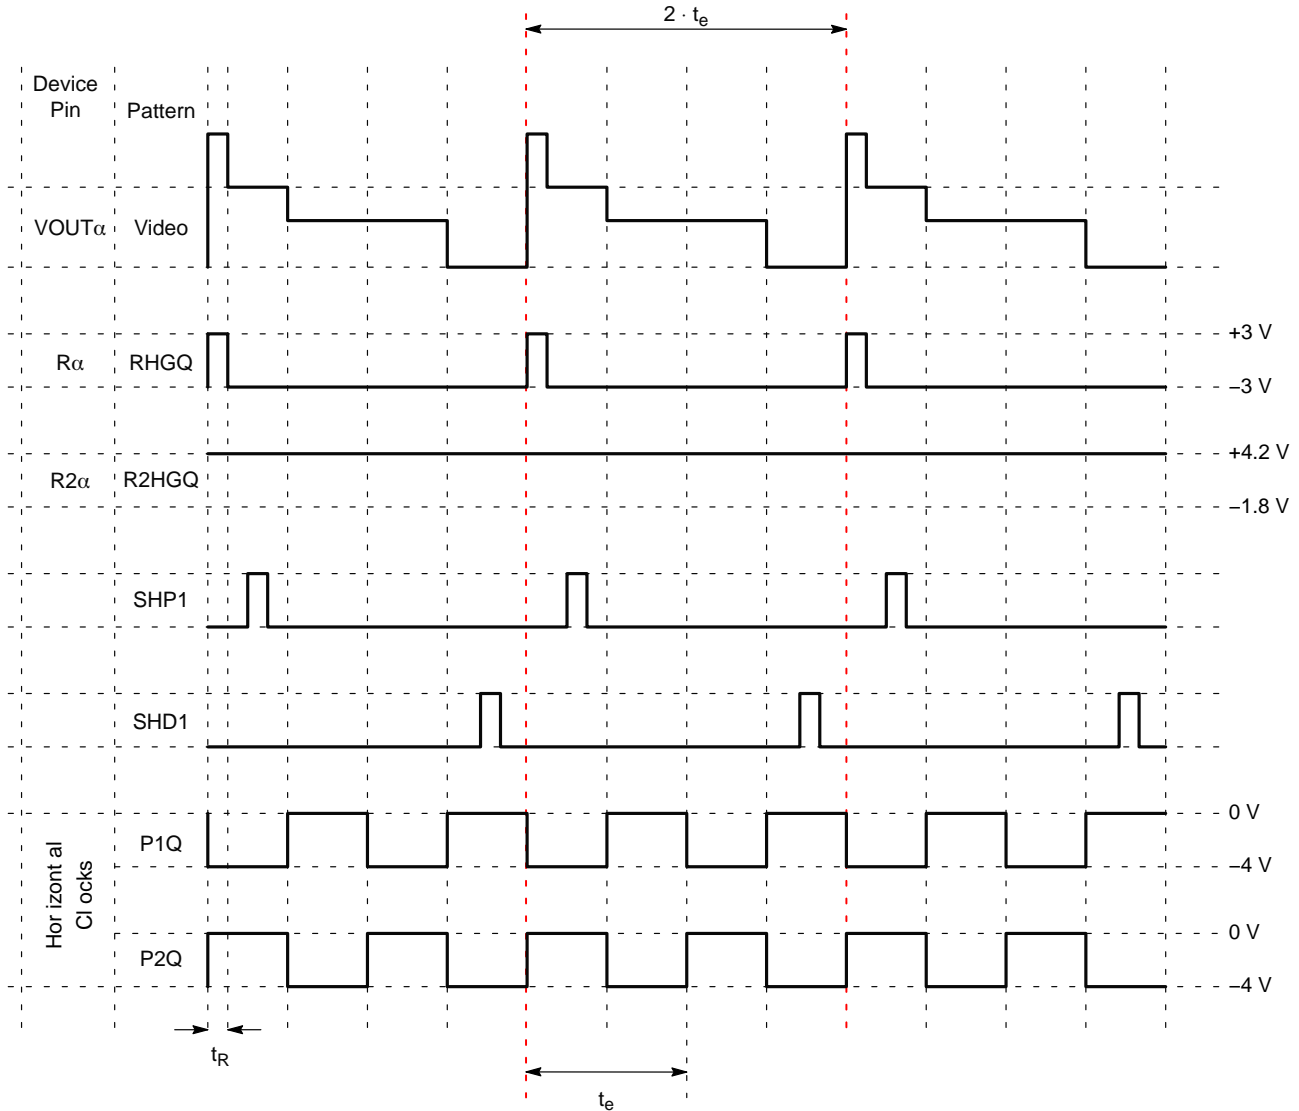 2 · te
Device
Pin
Pattern
VOUTα
Video
+3 V
Rα
RHGQ
−3 V
+4.2 V
R2α
R2HGQ
−1.8 V
SHP1
SHD1
0 V
P1Q
−4 V
Hor izont al
Cl ocks
0 V
P2Q
−4 V
tR
te